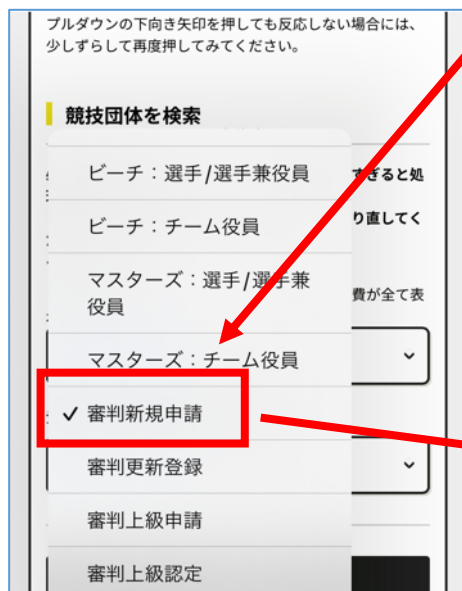 プルダウンの下向き矢印を押しても反応しない場合には、
少しずらして再度押してみてください。
競技団体を検索
ビーチ：選手/選手兼役員
すぎると処
ビーチ：チーム役員
り直してく
マスターズ：選手/選手兼
役員
費が全て表
マスターズ：チーム役員
✓ 審判新規申請
審判更新登録
審判上級申請
審判上級認定